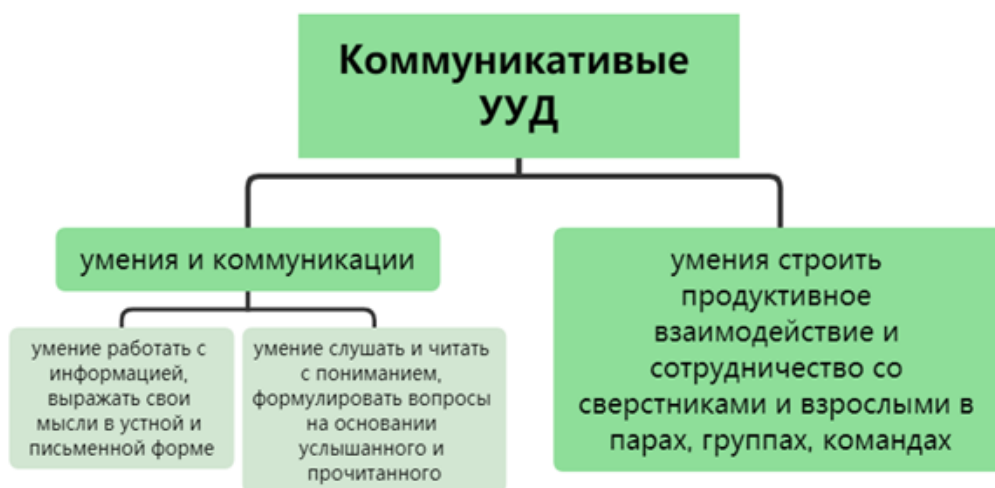 Коммуникативные
УУД
умения и коммуникации
умение работать с
информацией,
выражать свои
мысли в устной и
письменной форме
умение слушать и читать
с пониманием,
формулировать вопросы
на основании
услышанного и
прочитанного
умения строить
продуктивное
взаимодействие и
сотрудничество со
сверстниками и взрослыми в
парах, группах, командах